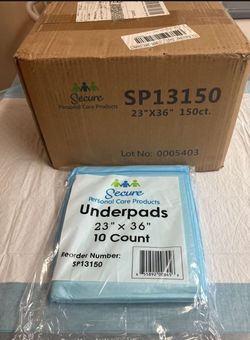 Secure
Personal Care Products
SP13150
23"X36" 150ct.
Lot No: 0005403
Secure
Personal Care Products
Underpads
23" x 36"
10 Count
Reorder Number:
SP13150